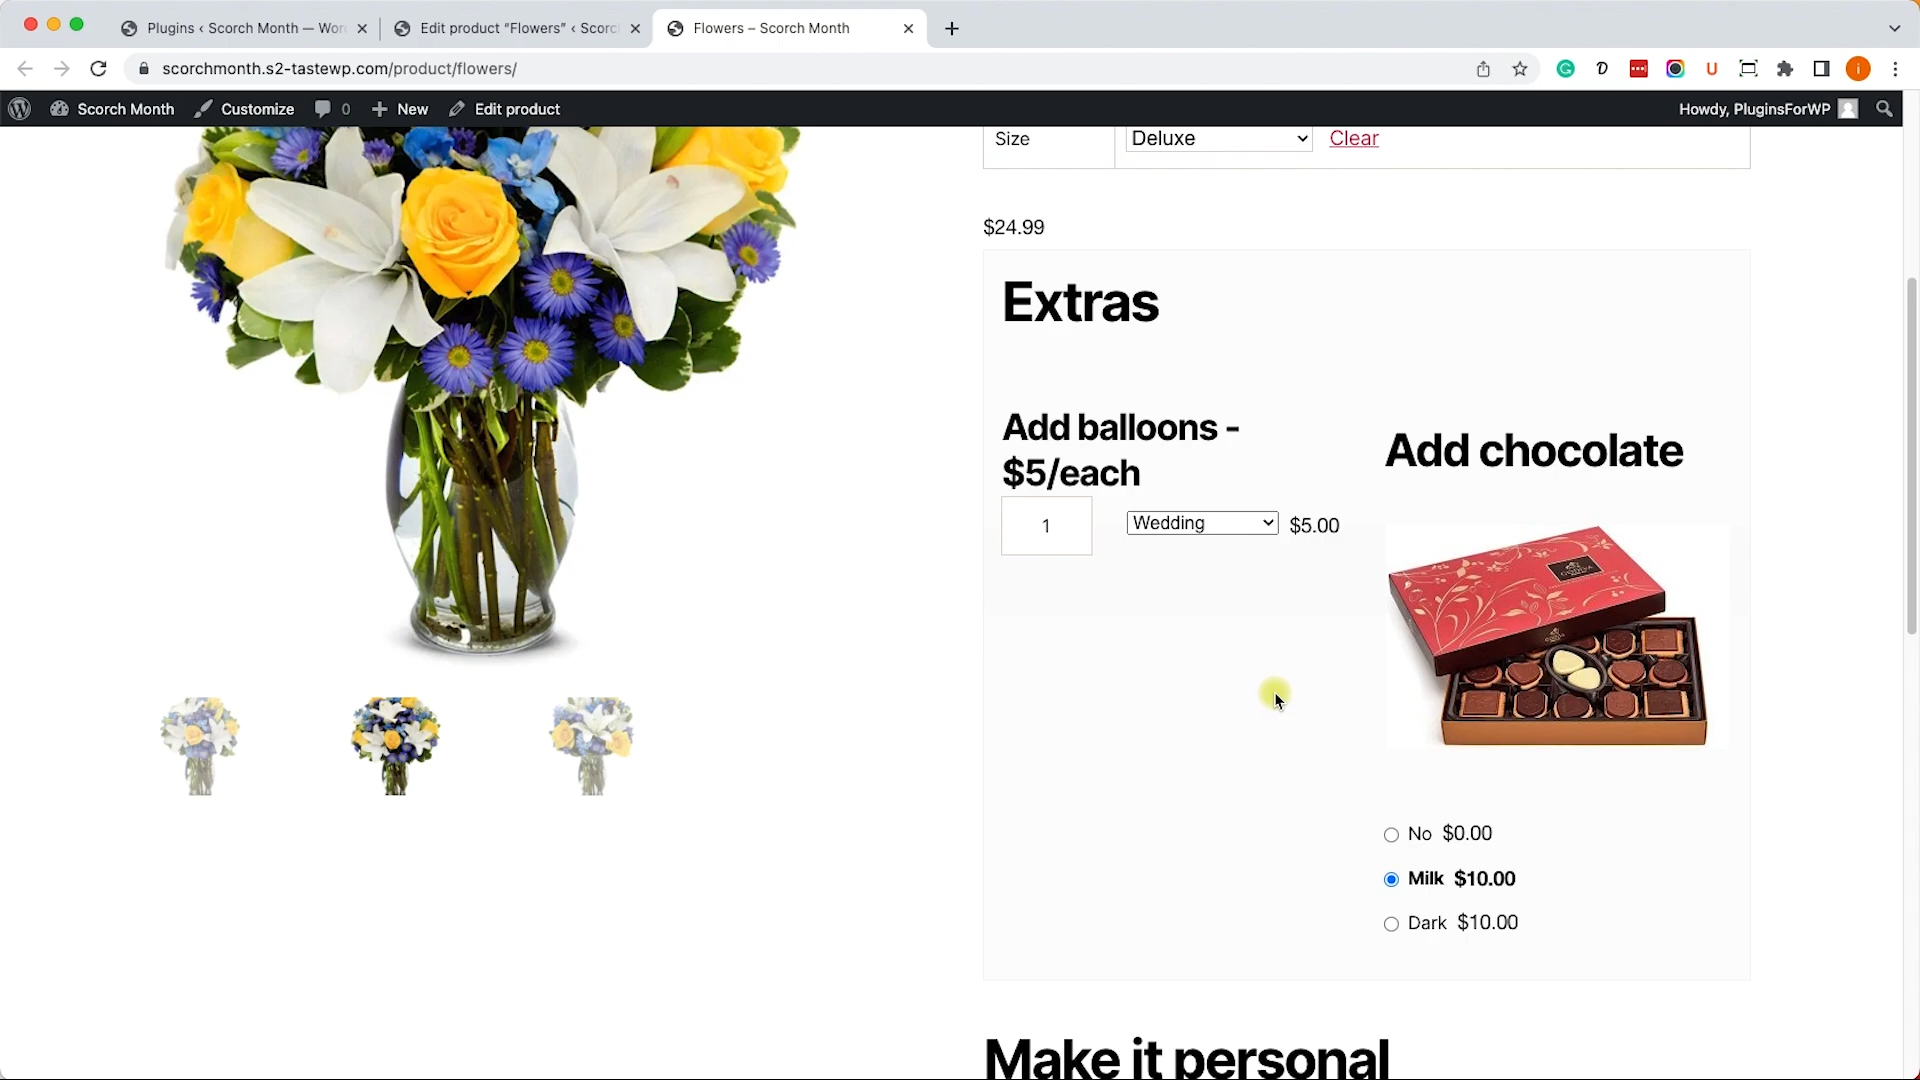 Plugins ‹ Scorch Month — Wor
Edit product “Flowers” ‹ Scorc
Flowers – Scorch Month
scorchmonth.s2-tastewp.com/product/flowers/
Scorch Month
Customize
0
New
Edit product
Howdy, PluginsForWP
Size
Deluxe
Clear
$24.99
Extras
Add balloons -
$5/each
1
Wedding
$5.00
Add chocolate
GODIVA
No $0.00
Milk $10.00
Dark $10.00
Make it personal